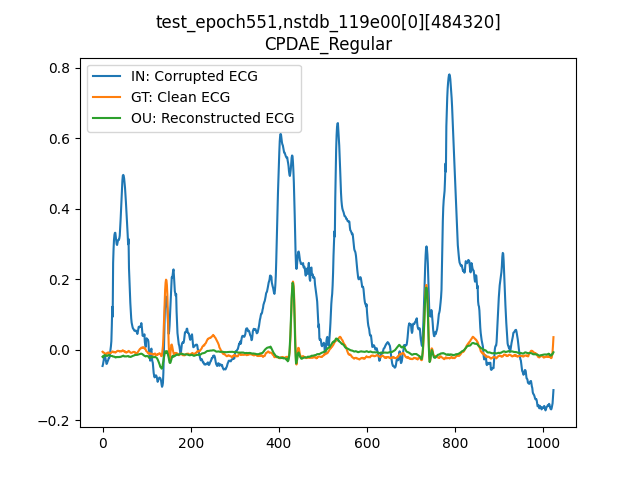 test_epoch551,nstdb_119e00[0][484320]
CPDAE_Regular
IN: Corrupted ECG
GT: Clean ECG
OU: Reconstructed ECG
0.8
0.6
0.4
0.2
0.0
−0.2
0 200 400 600 800 1000